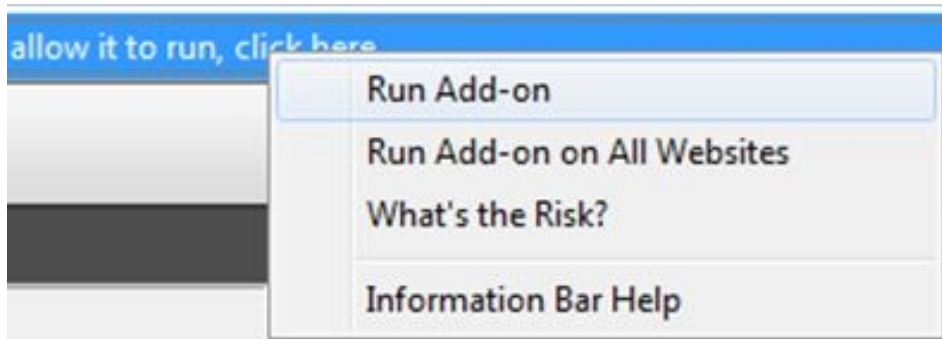 allow it to run, click here
Run Add-on
Run Add-on on All Websites
What's the Risk?
Information Bar Help